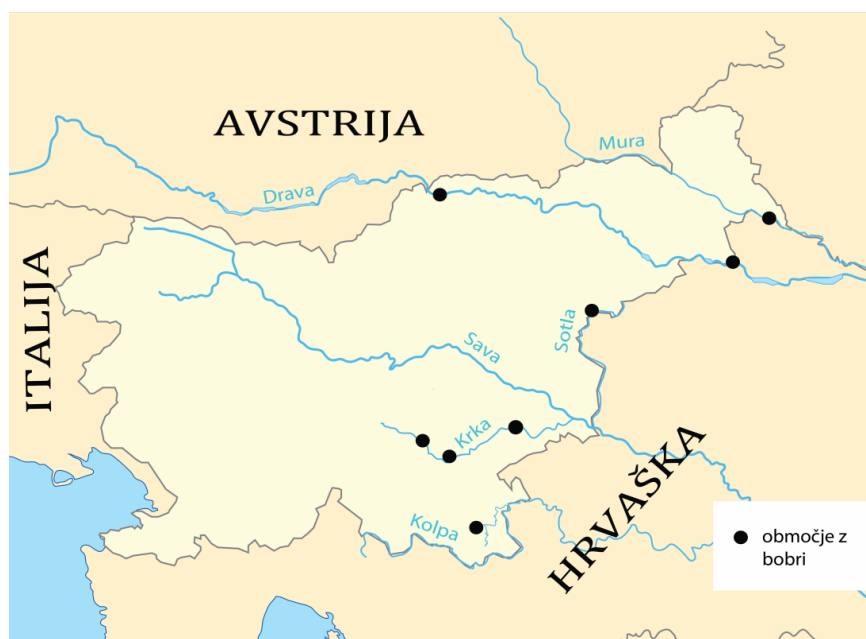 AVSTRIJA
Mura
Drava
ITALIJA
Sotla
Sava
Krka
HRVAŠKA
Kolpa
območje z
bobri